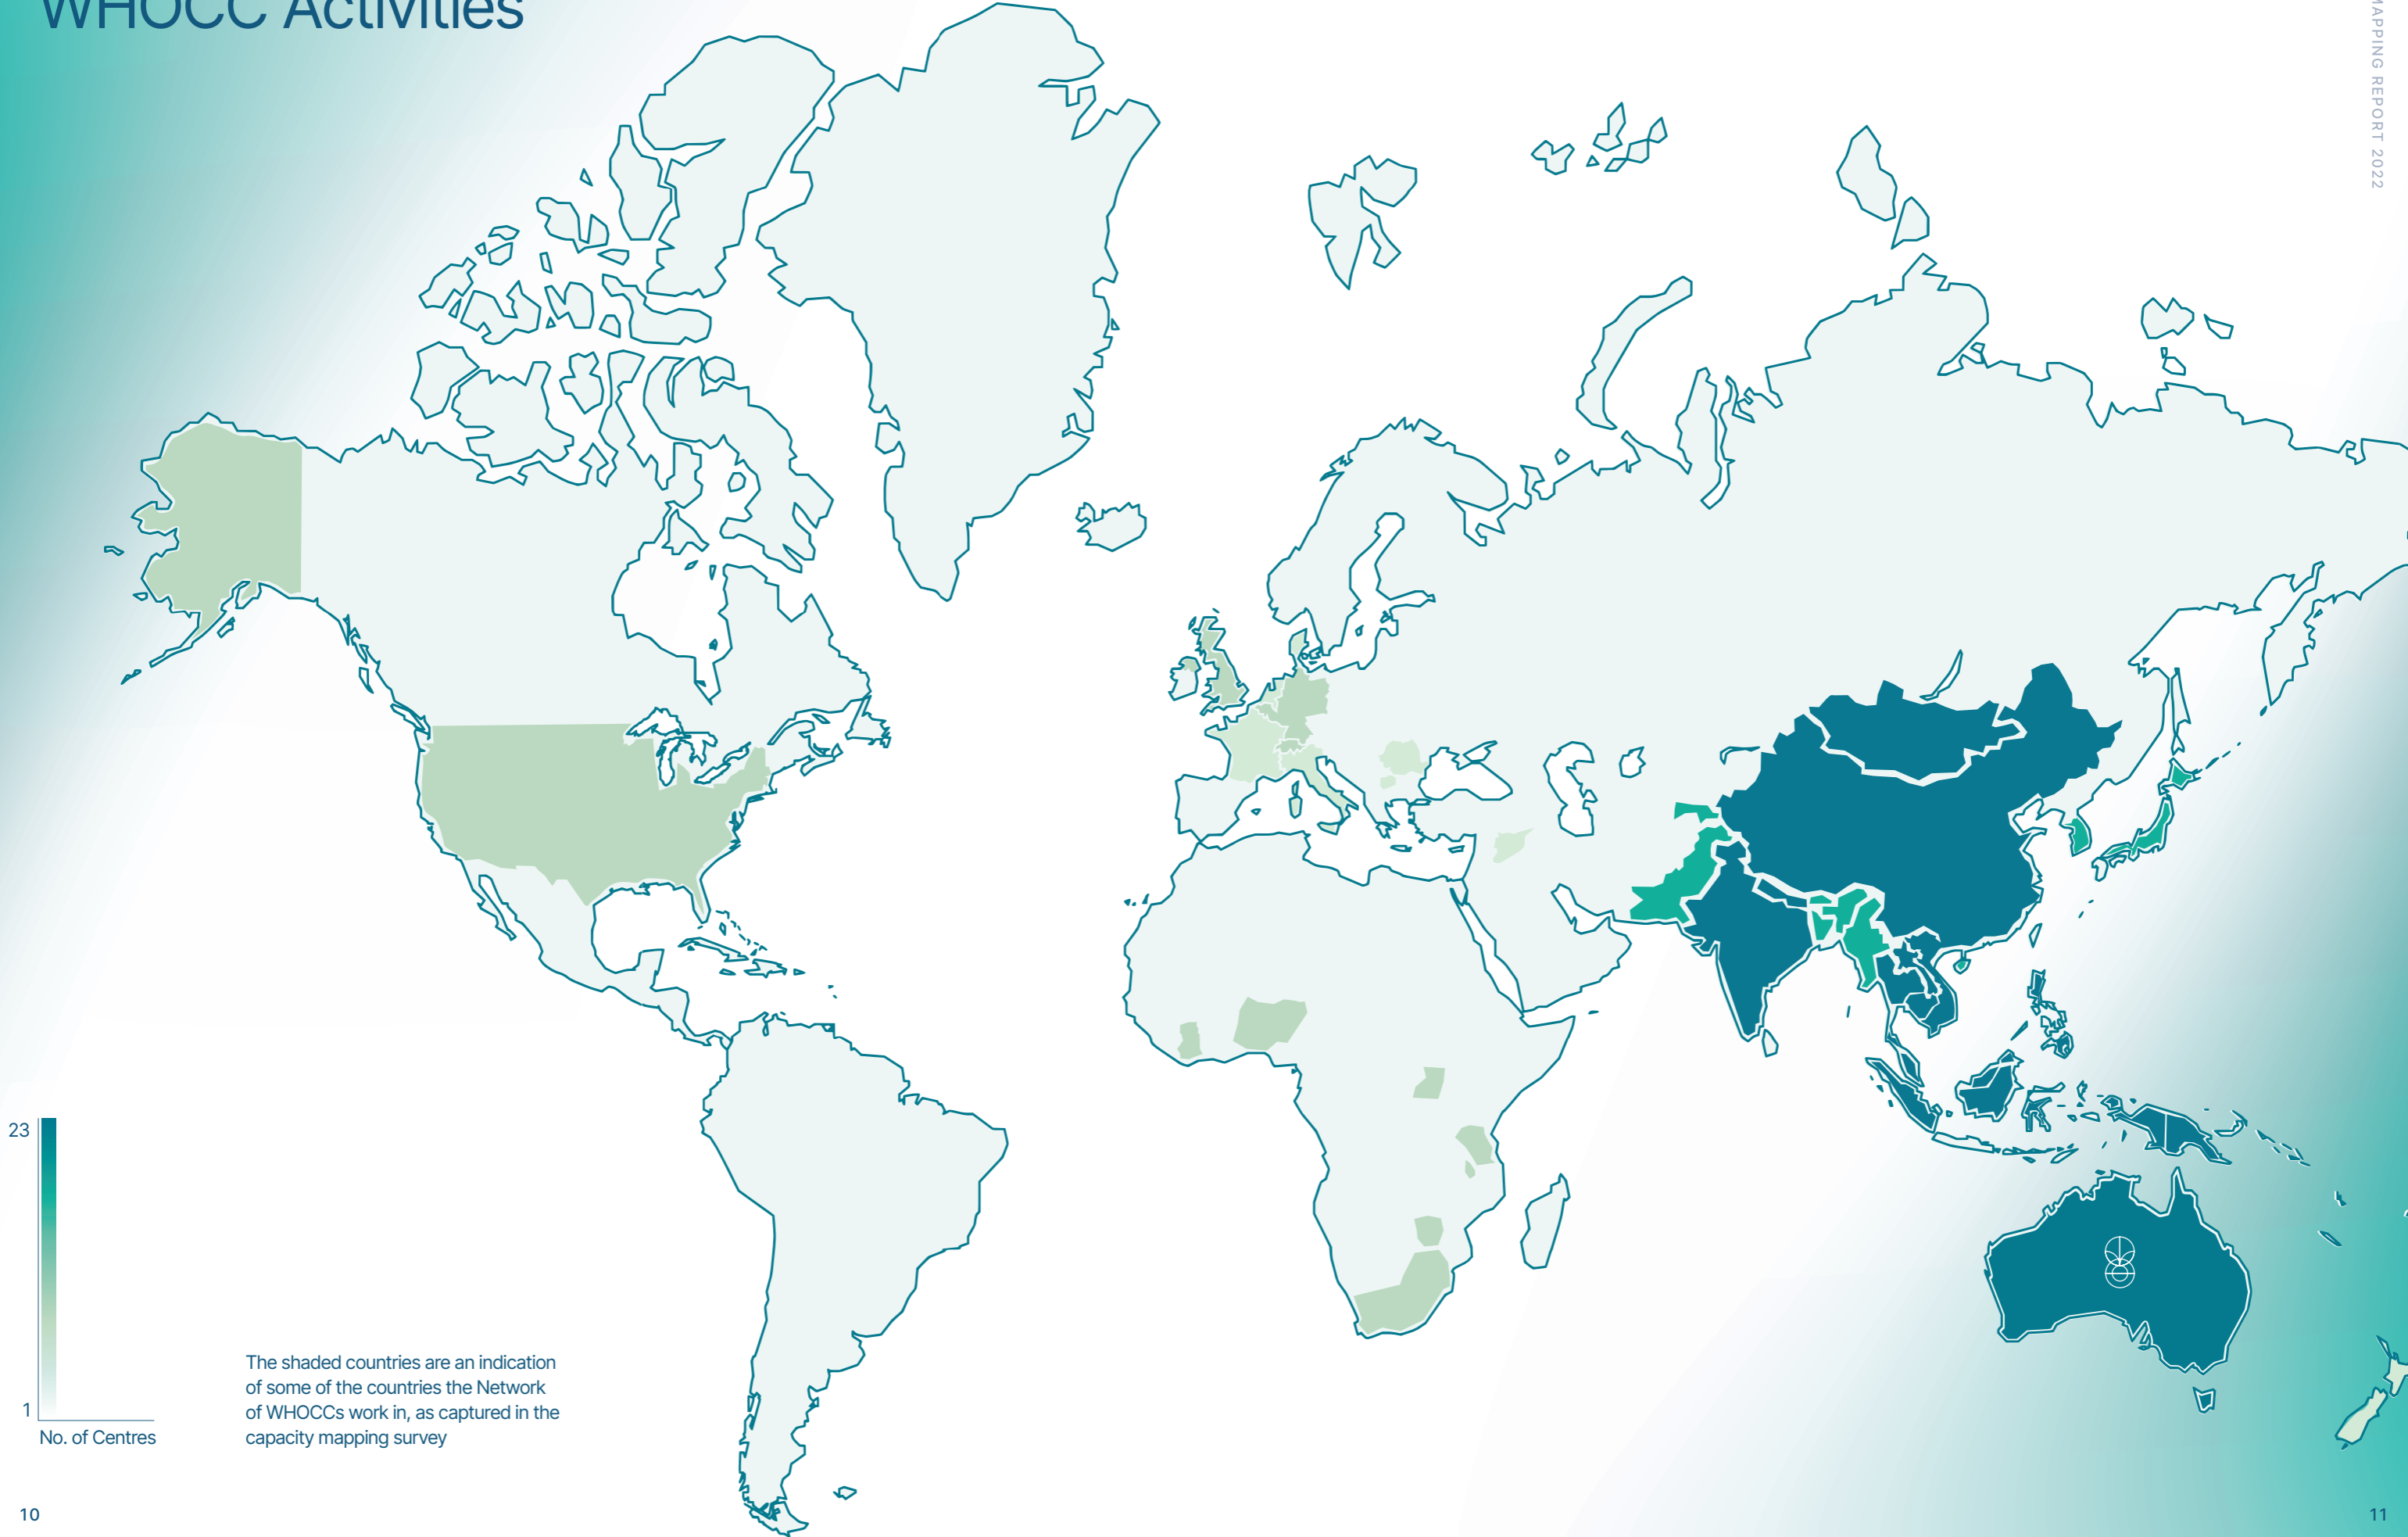 WHOCC Activities
MAPPING REPORT 2022
23
1
No. of Centres
The shaded countries are an indication
of some of the countries the Network
of WHOCCs work in, as captured in the
capacity mapping survey
10
11